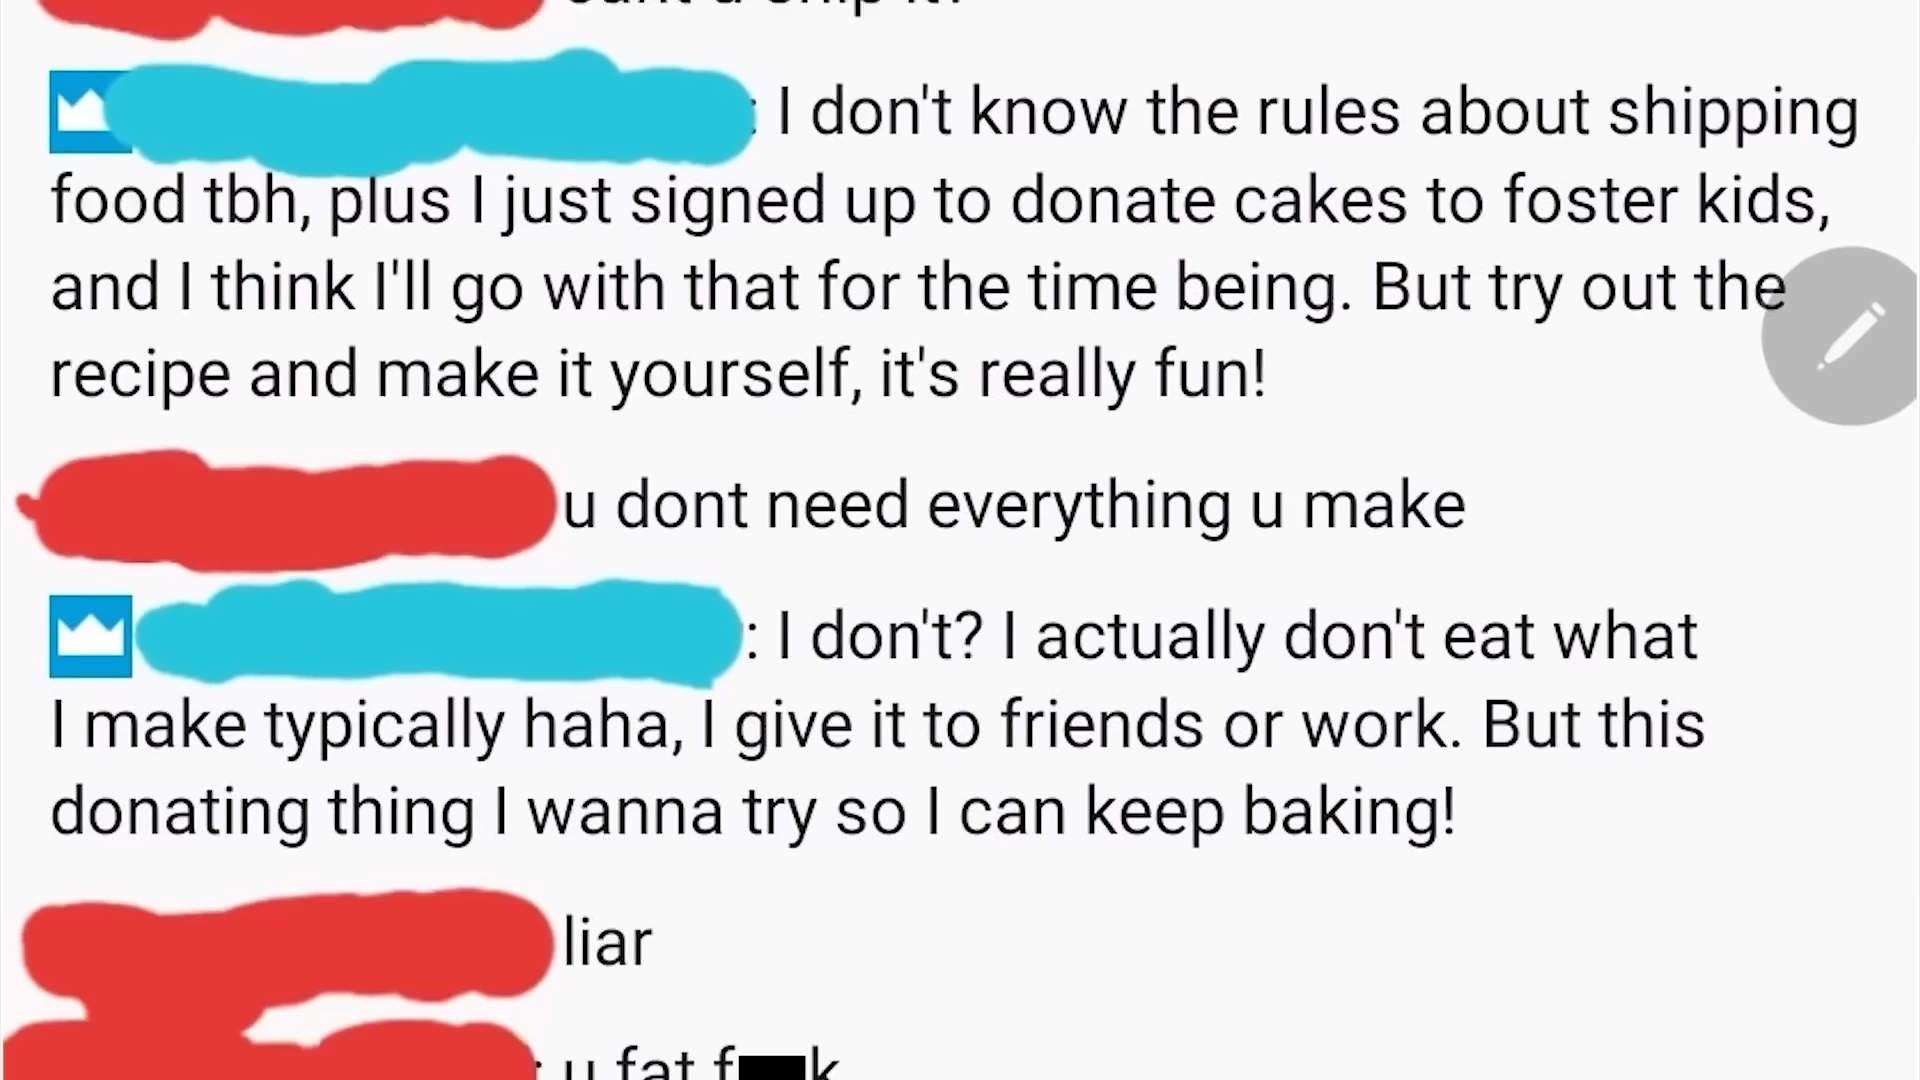 : I don't know the rules about shipping
food tbh, plus I just signed up to donate cakes to foster kids,
and I think I'll go with that for the time being. But try out the
recipe and make it yourself, it's really fun!
u dont need everything u make
: I don't? I actually don't eat what
I make typically haha, I give it to friends or work. But this
donating thing I wanna try so I can keep baking!
liar
: u fat f k